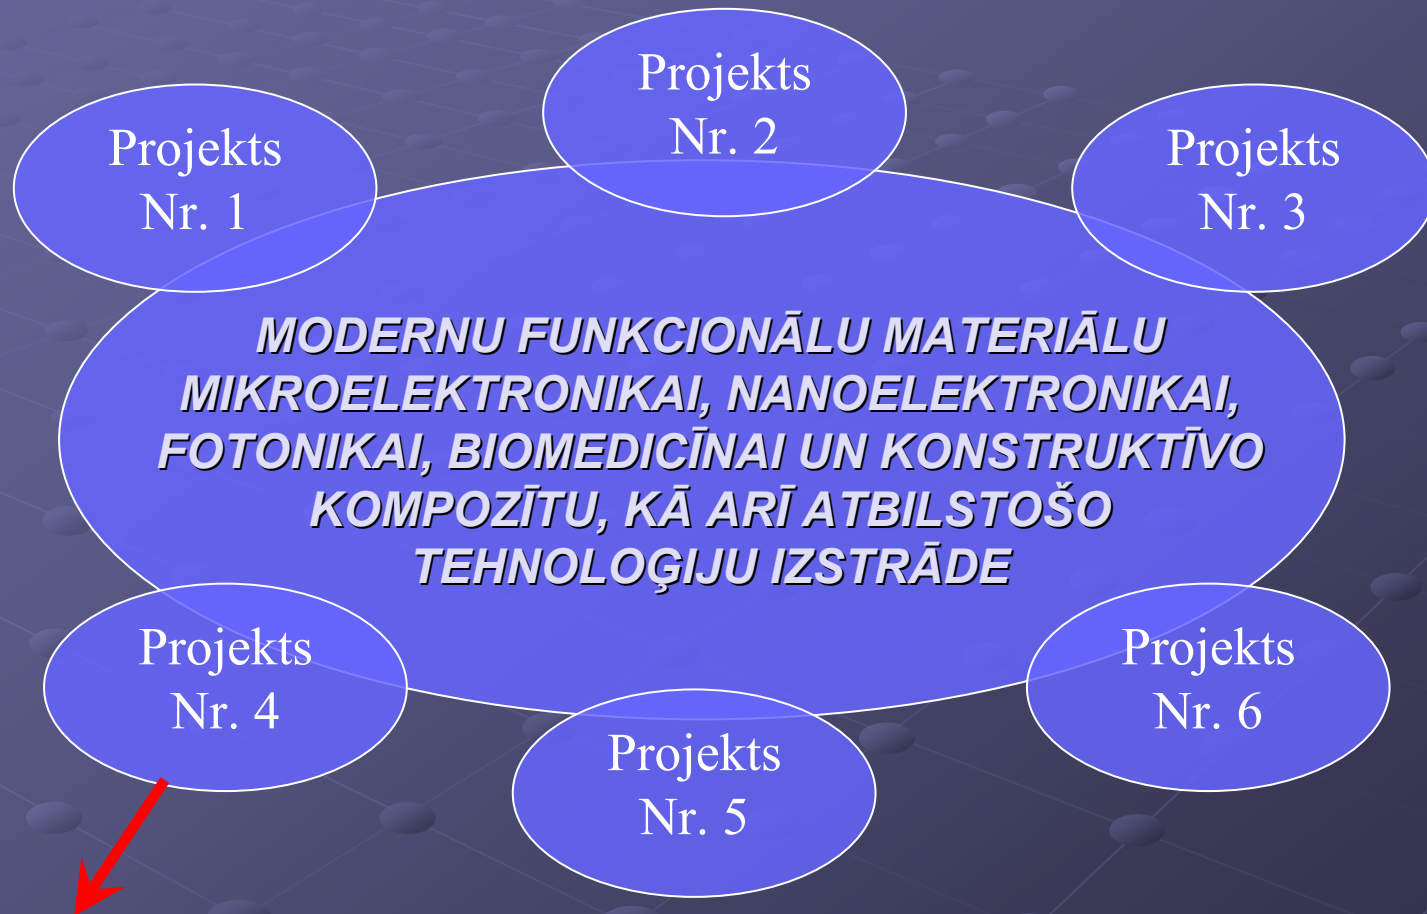 Projekts
Nr. 1
Projekts
Nr. 2
Projekts
Nr. 3
MODERNU FUNKCIONĀLU MATERIĀLU
MIKROELEKTRONIKAI, NANOELEKTRONIKAI,
FOTONIKAI, BIOMEDICĪNAI UN KONSTRUKTĪVO
KOMPOZĪTU, KĀ ARĪ ATBILSTOŠO
TEHNOLOĢIJU IZSTRĀDE
Projekts
Nr. 4
Projekts
Nr. 5
Projekts
Nr. 6